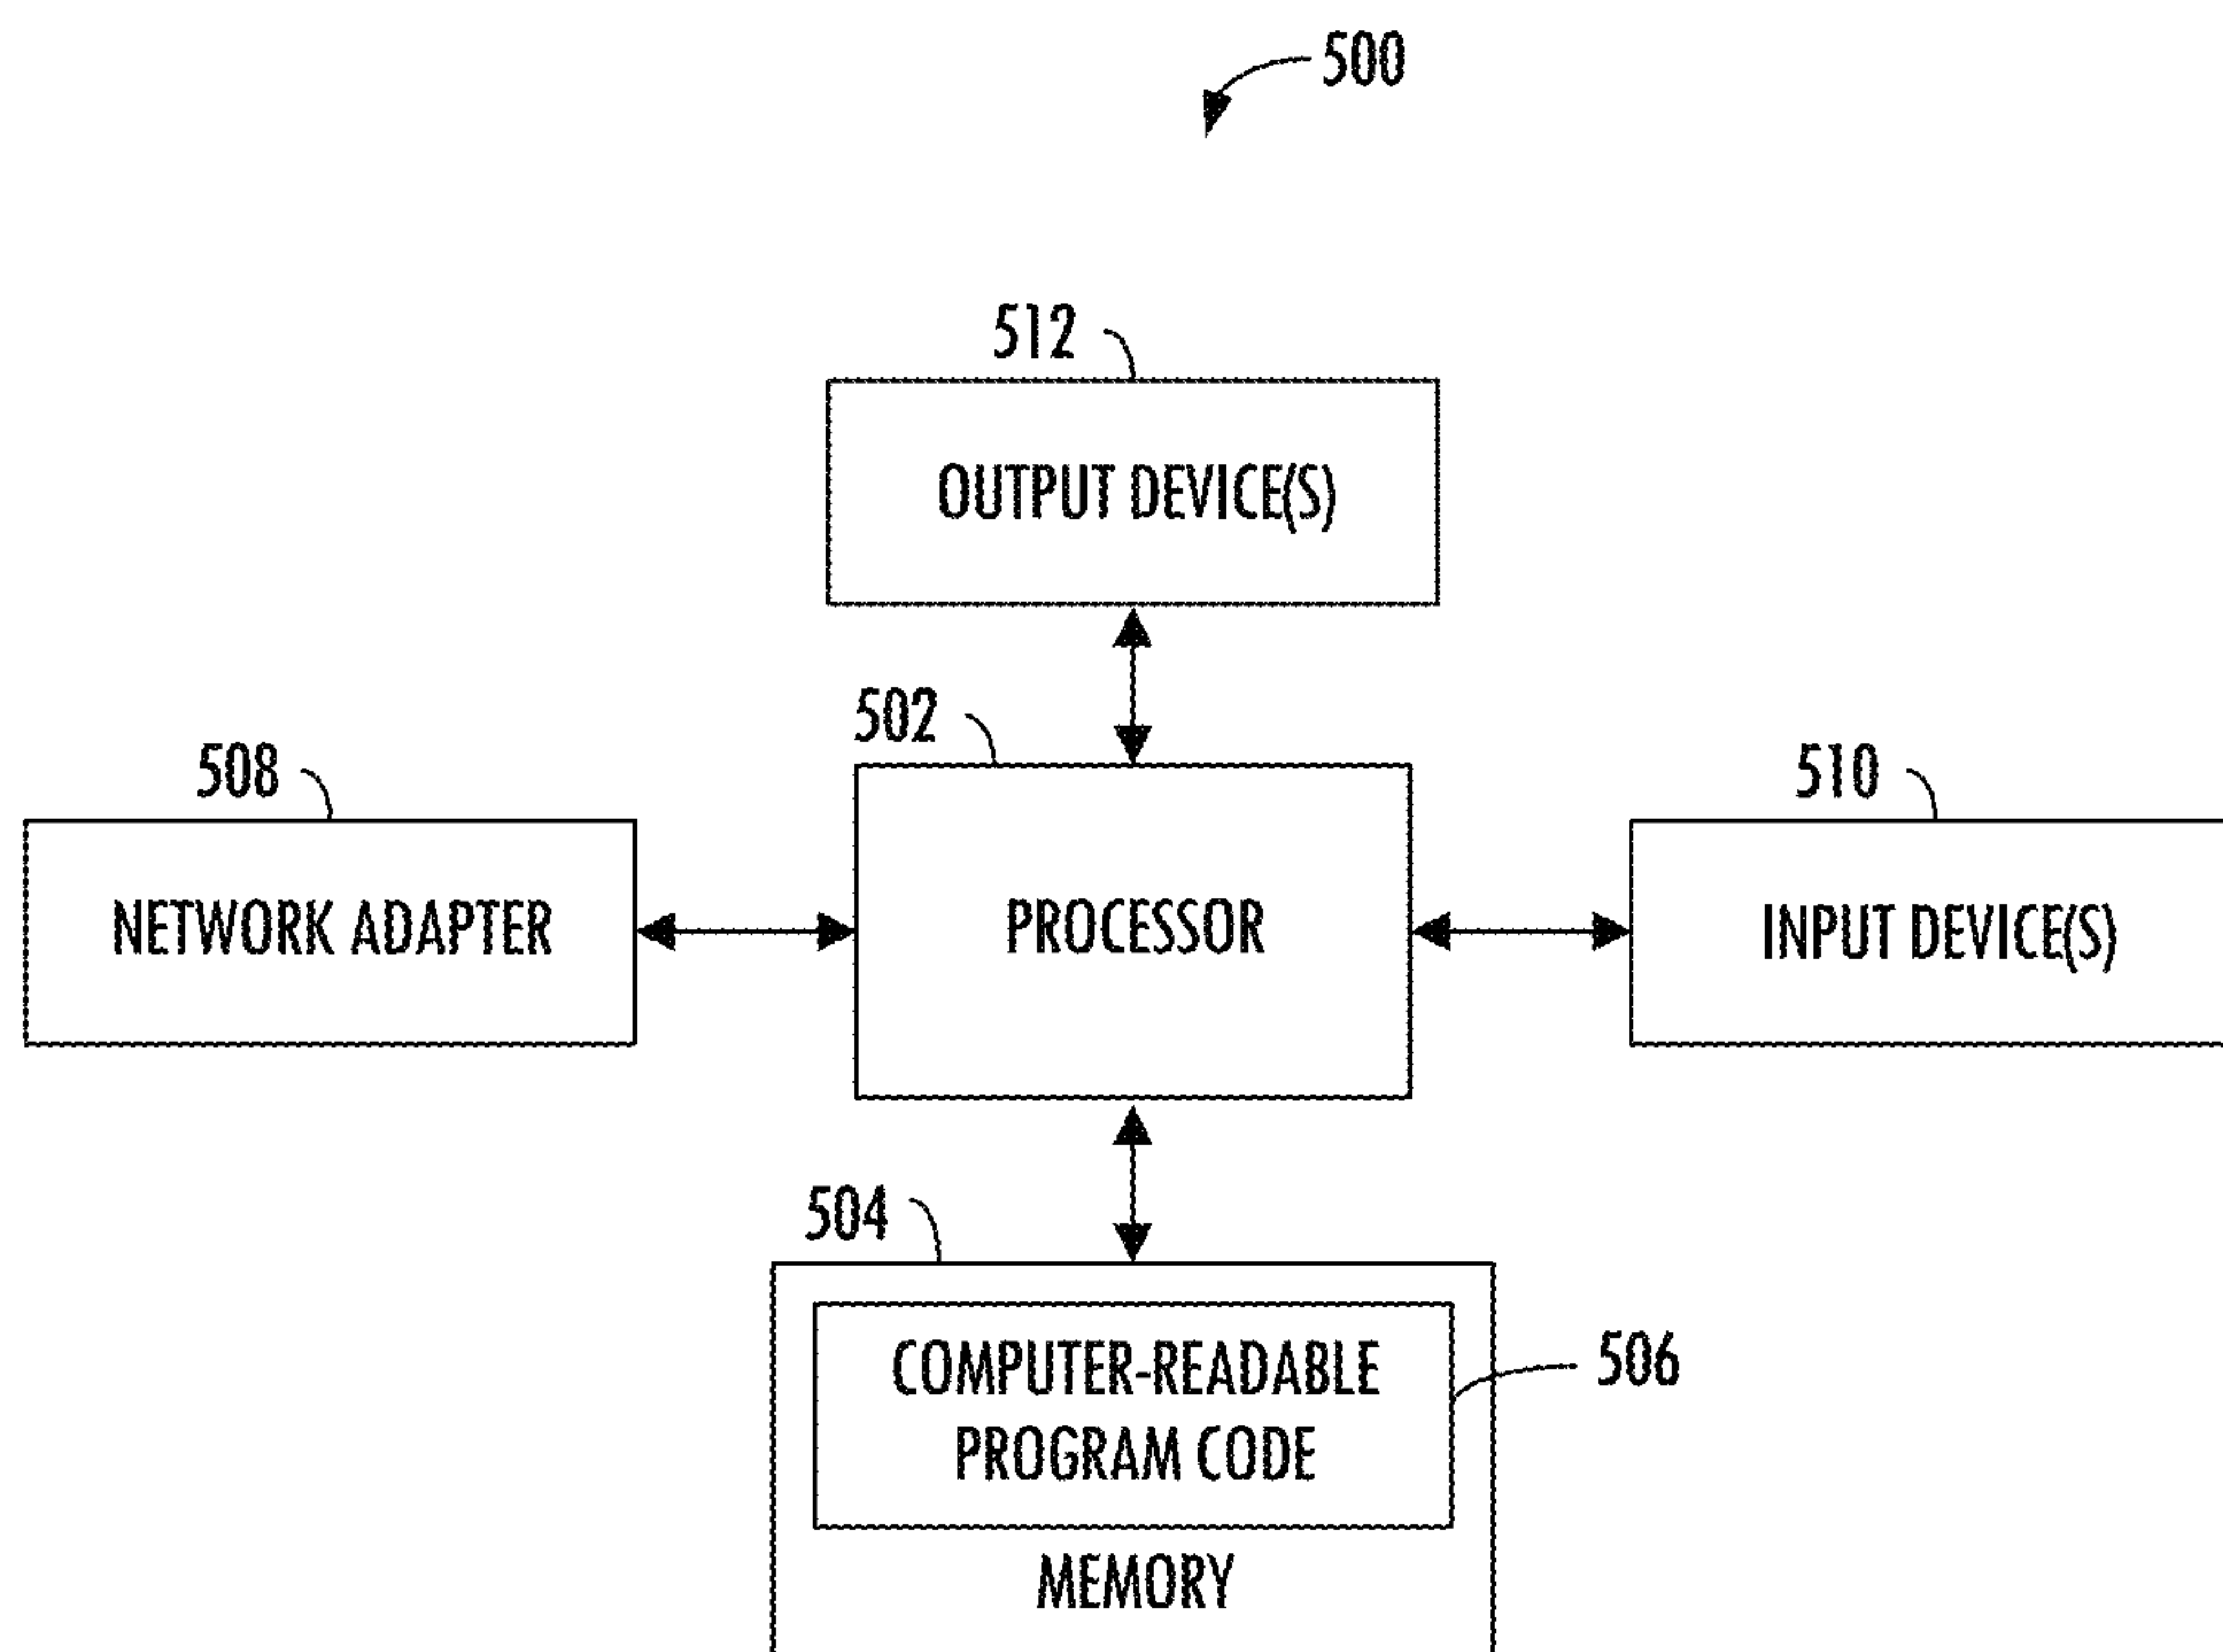 500
512
OUTPUT DEVICE(S)
502
508
510
NETWORK ADAPTER
PROCESSOR
INPUT DEVICE(S)
504
COMPUTER-READABLE
PROGRAM CODE
506
MEMORY